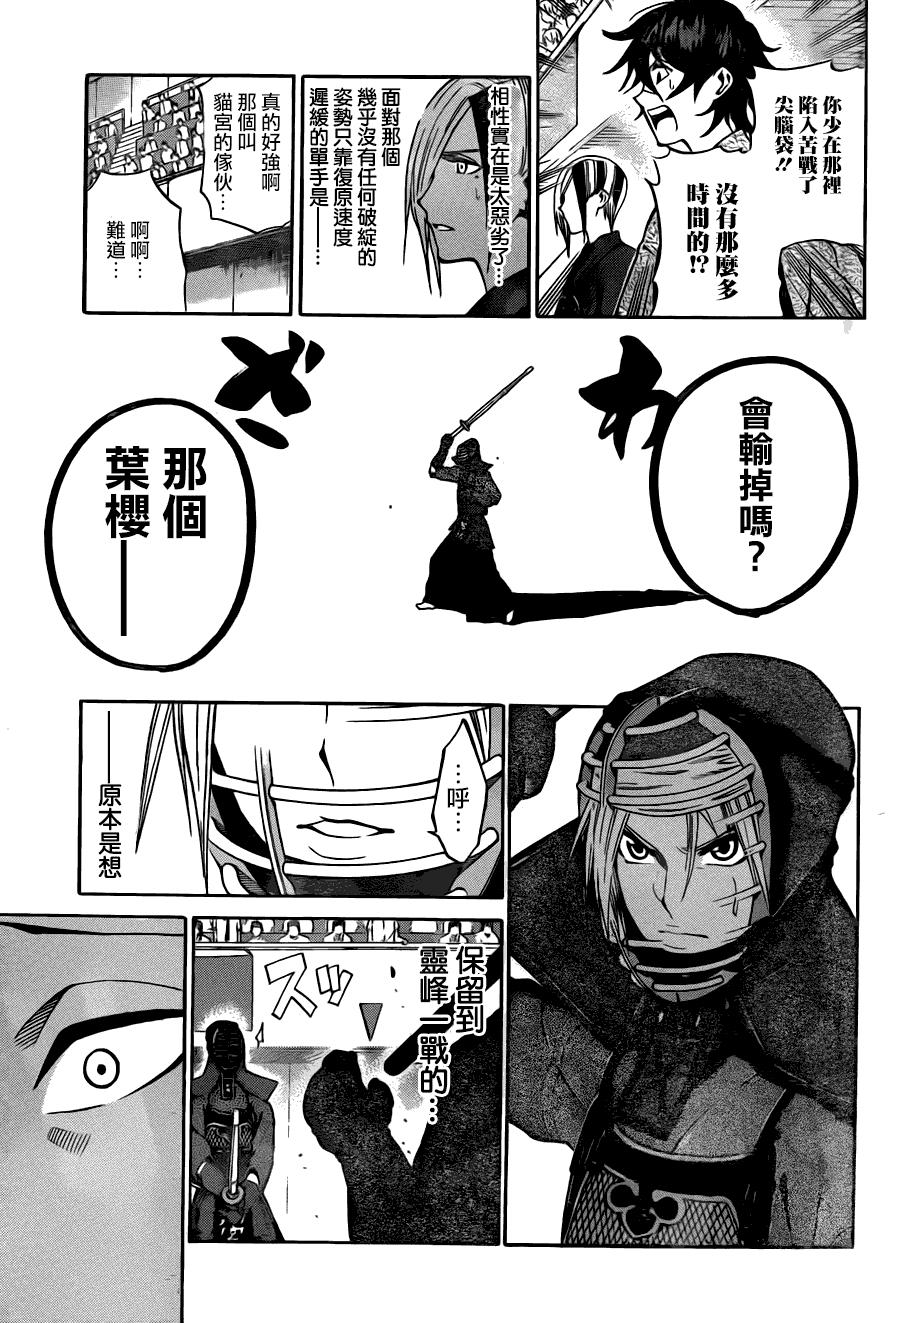 你少在那裡
陷入苦戰了
尖腦袋!!
沒有那麼多
時間的!?
相性實在是太惡劣了…
面對那個
幾乎沒有任何破綻的
姿勢只靠復原速度
遲緩的單手是——
真的好強啊
那個叫
貓宮的傢伙…
啊啊…
難道…
わ
ざ
會輸掉嗎？
那個
葉櫻——
…呼…
——原本是想
保留到
靈峰一戰的…
スッ